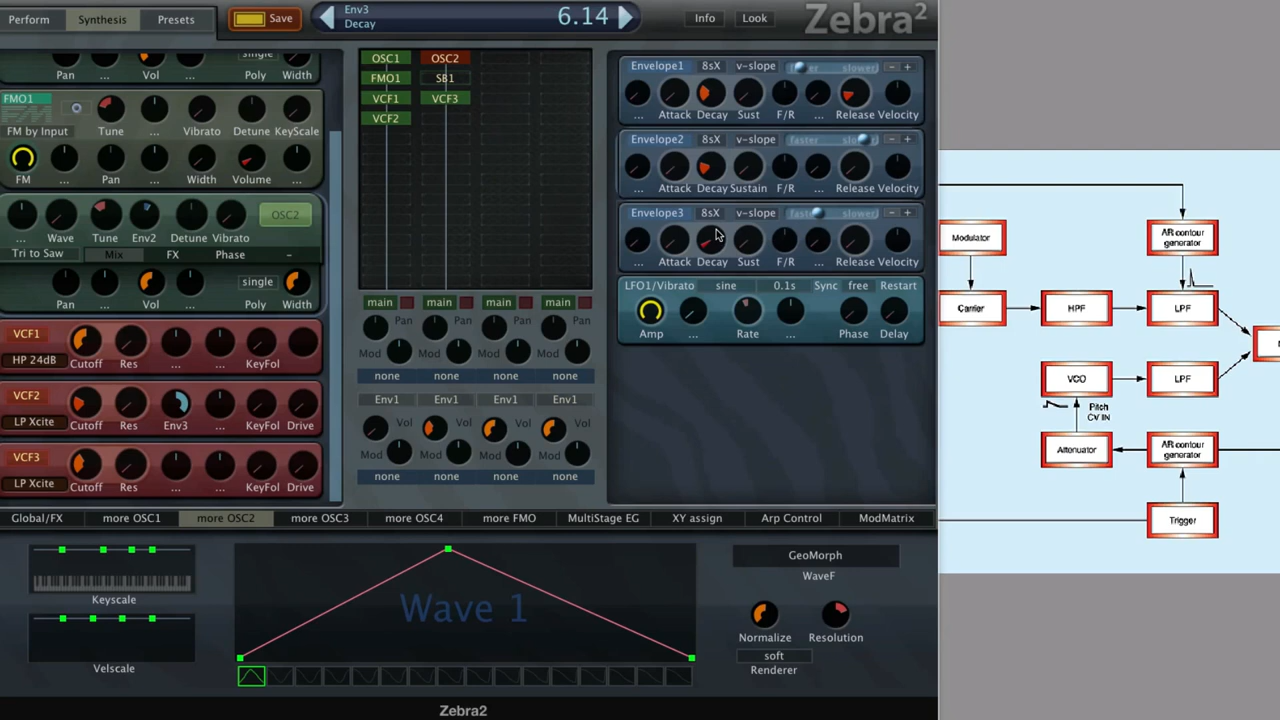 Perform Synthesis Presets Save
Env3
Decay
6.14
Info Look
Zebra2
Pan Vol Poly Width
single
FMO1
FM by Input
Tune ... Vibrato Detune KeyScale
FM ... Pan ... Width Volume ...
OSC2
... Wave Tune Env2 Detune Vibrato
Tri to Saw Mix FX Phase
single
Pan ... Vol Poly Width
VCF1
HP 24dB
Cutoff Res ... ... KeyFol
VCF2
LP Xcite
Cutoff Res Env3 ... KeyFol Drive
VCF3
LP Xcite
Cutoff Res ... ... KeyFol Drive
OSC1 OSC2
FMO1 SB1
VCF1 VCF3
VCF2
main main main main
Pan Pan
Mod Mod
none none none none
Env1 Env1 Env1 Env1
Vol Vol
Mod Mod
none none none none
Envelope1 8sX v-slope slower - +
... Attack Decay Sust F/R ... Release Velocity
Envelope2 8sX v-slope faster - +
... Attack Decay Sustain F/R ... Release Velocity
Envelope3 8sX v-slope slower - +
... Attack Decay Sust F/R ... Release Velocity
LFO1/Vibrato sine 0.1s Sync free Restart
Amp ... Rate ... Phase Delay
Global/FX more OSC1 more OSC2 more OSC3 more OSC4 more FMO MultiStage EG XY assign Arp Control ModMatrix
Keyscale
Velscale
Wave 1
GeoMorph
WaveF
Normalize Resolution
soft
Renderer
Zebra2
Modulator
AR contour
generator
Carrier
HPF
LPF
VCO
LPF
Pitch
CV IN
Attenuator
AR contour
generator
Trigger